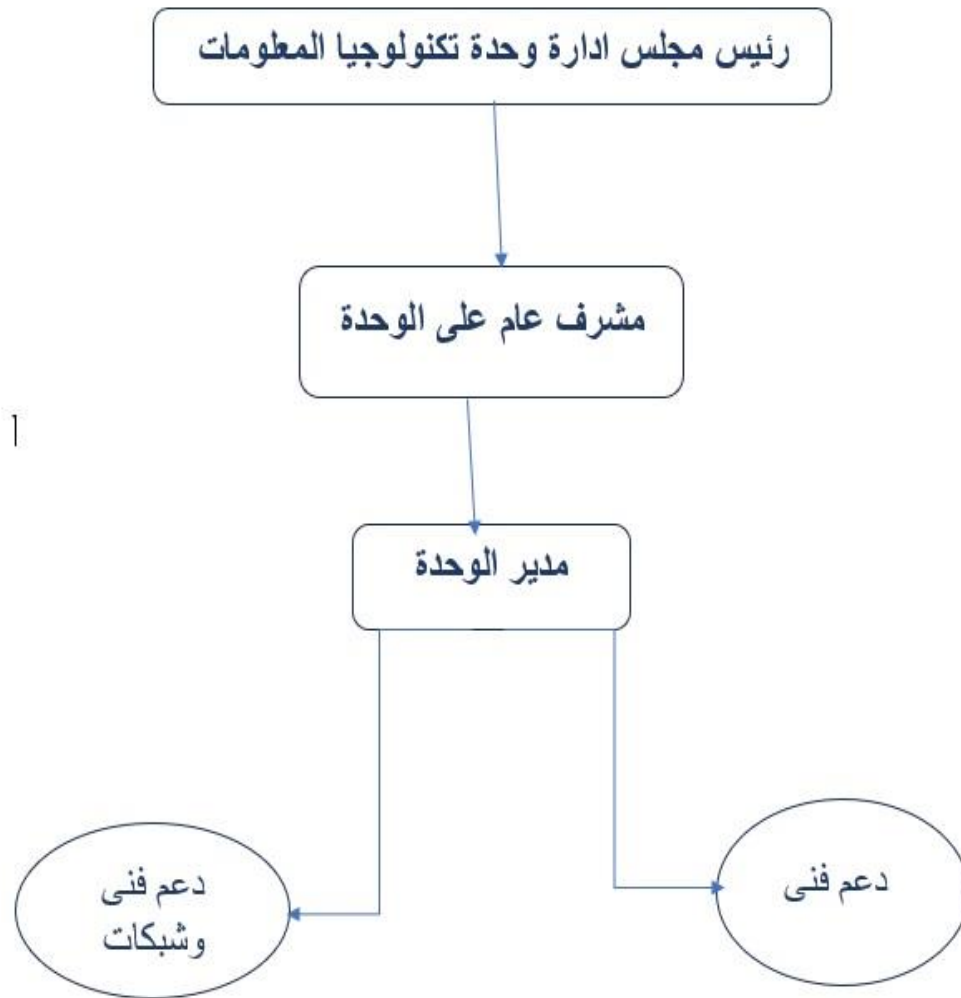 رئيس مجلس ادارة وحدة تكنولوجيا المعلومات
مشرف عام على الوحدة
أ
مدير الوحدة
دعم فنى
دعم فنى
وشبكات